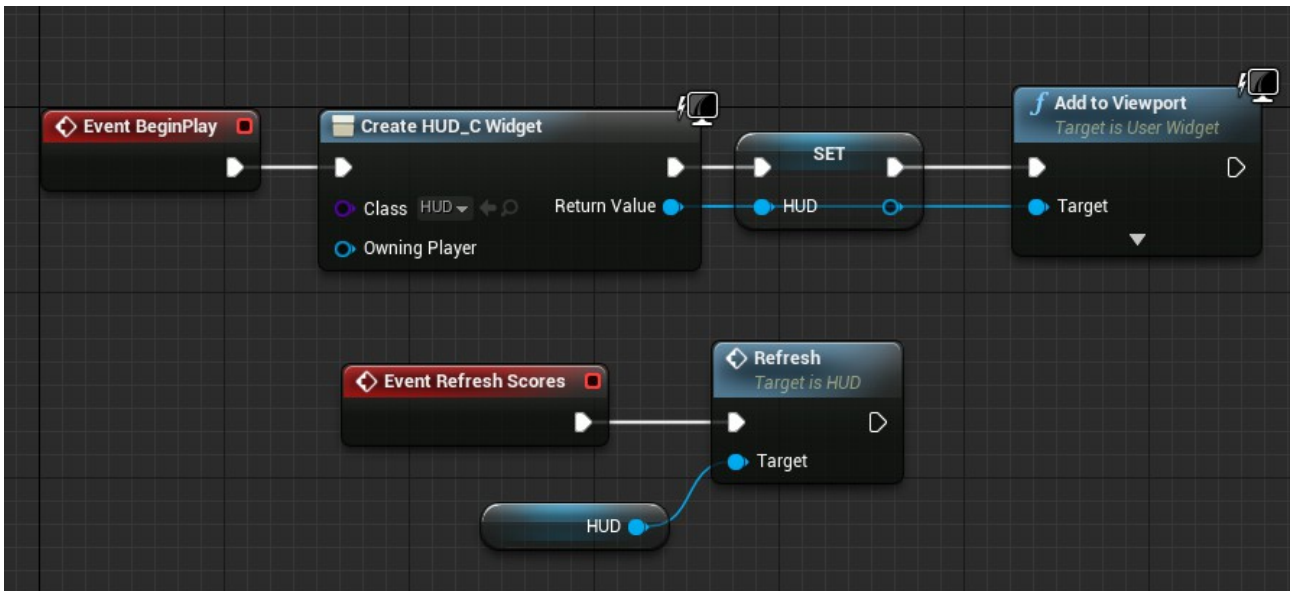 Event BeginPlay
Create HUD_C Widget
Class HUD Return Value
Owning Player
SET
HUD
f Add to Viewport
Target is User Widget
Target
Event Refresh Scores
Refresh
Target is HUD
Target
HUD